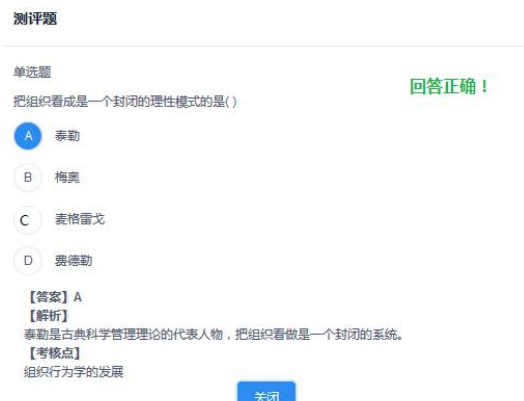 测评题
单选题
回答正确！
把组织看成是一个封闭的理性模式的是( )
A 泰勒
B 梅奥
C 麦格雷戈
D 费德勒
【答案】A
【解析】
泰勒是古典科学管理理论的代表人物，把组织看做是一个封闭的系统。
【考核点】
组织行为学的发展
关闭